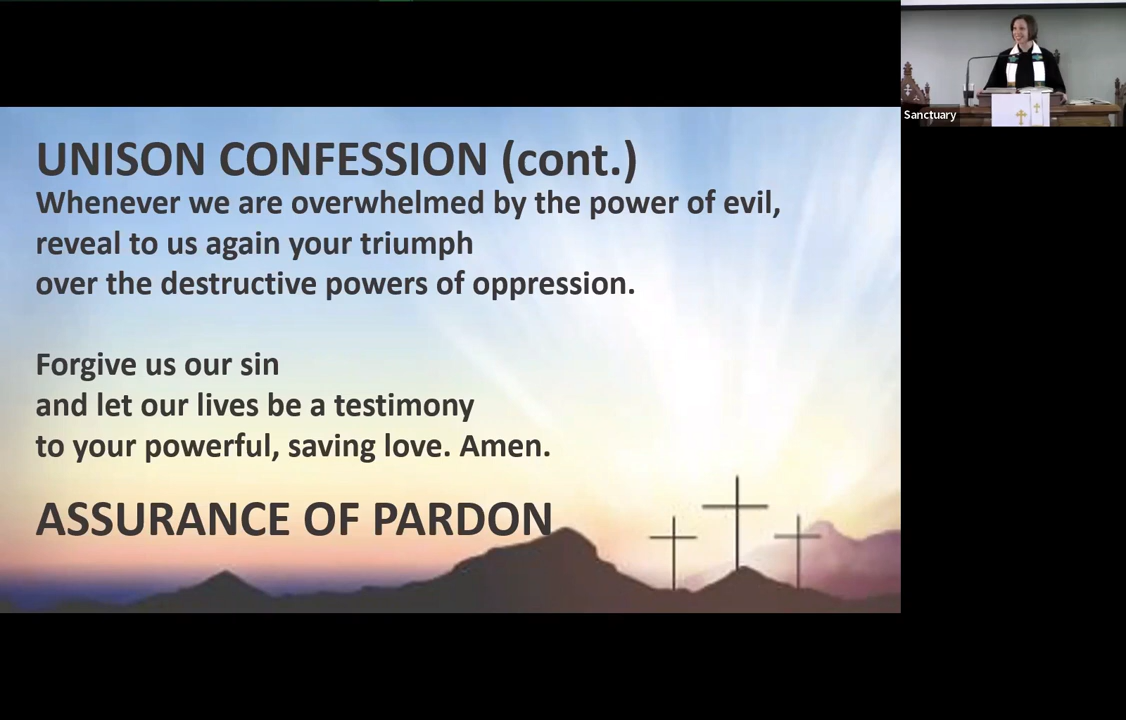 UNISON CONFESSION (cont.)
Whenever we are overwhelmed by the power of evil,
reveal to us again your triumph
over the destructive powers of oppression.
Forgive us our sin
and let our lives be a testimony
to your powerful, saving love. Amen.
ASSURANCE OF PARDON
Sanctuary